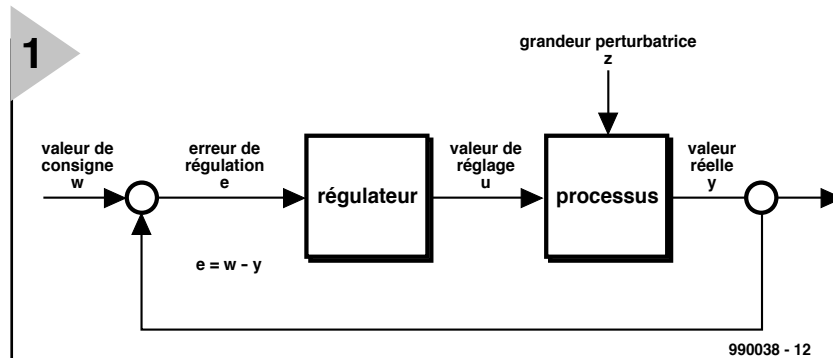 1
grandeur perturbatrice
z
valeur de
consigne
w
erreur de
régulation
e
régulateur
valeur de
réglage
u
processus
valeur
réelle
y
e = w - y
990038 - 12